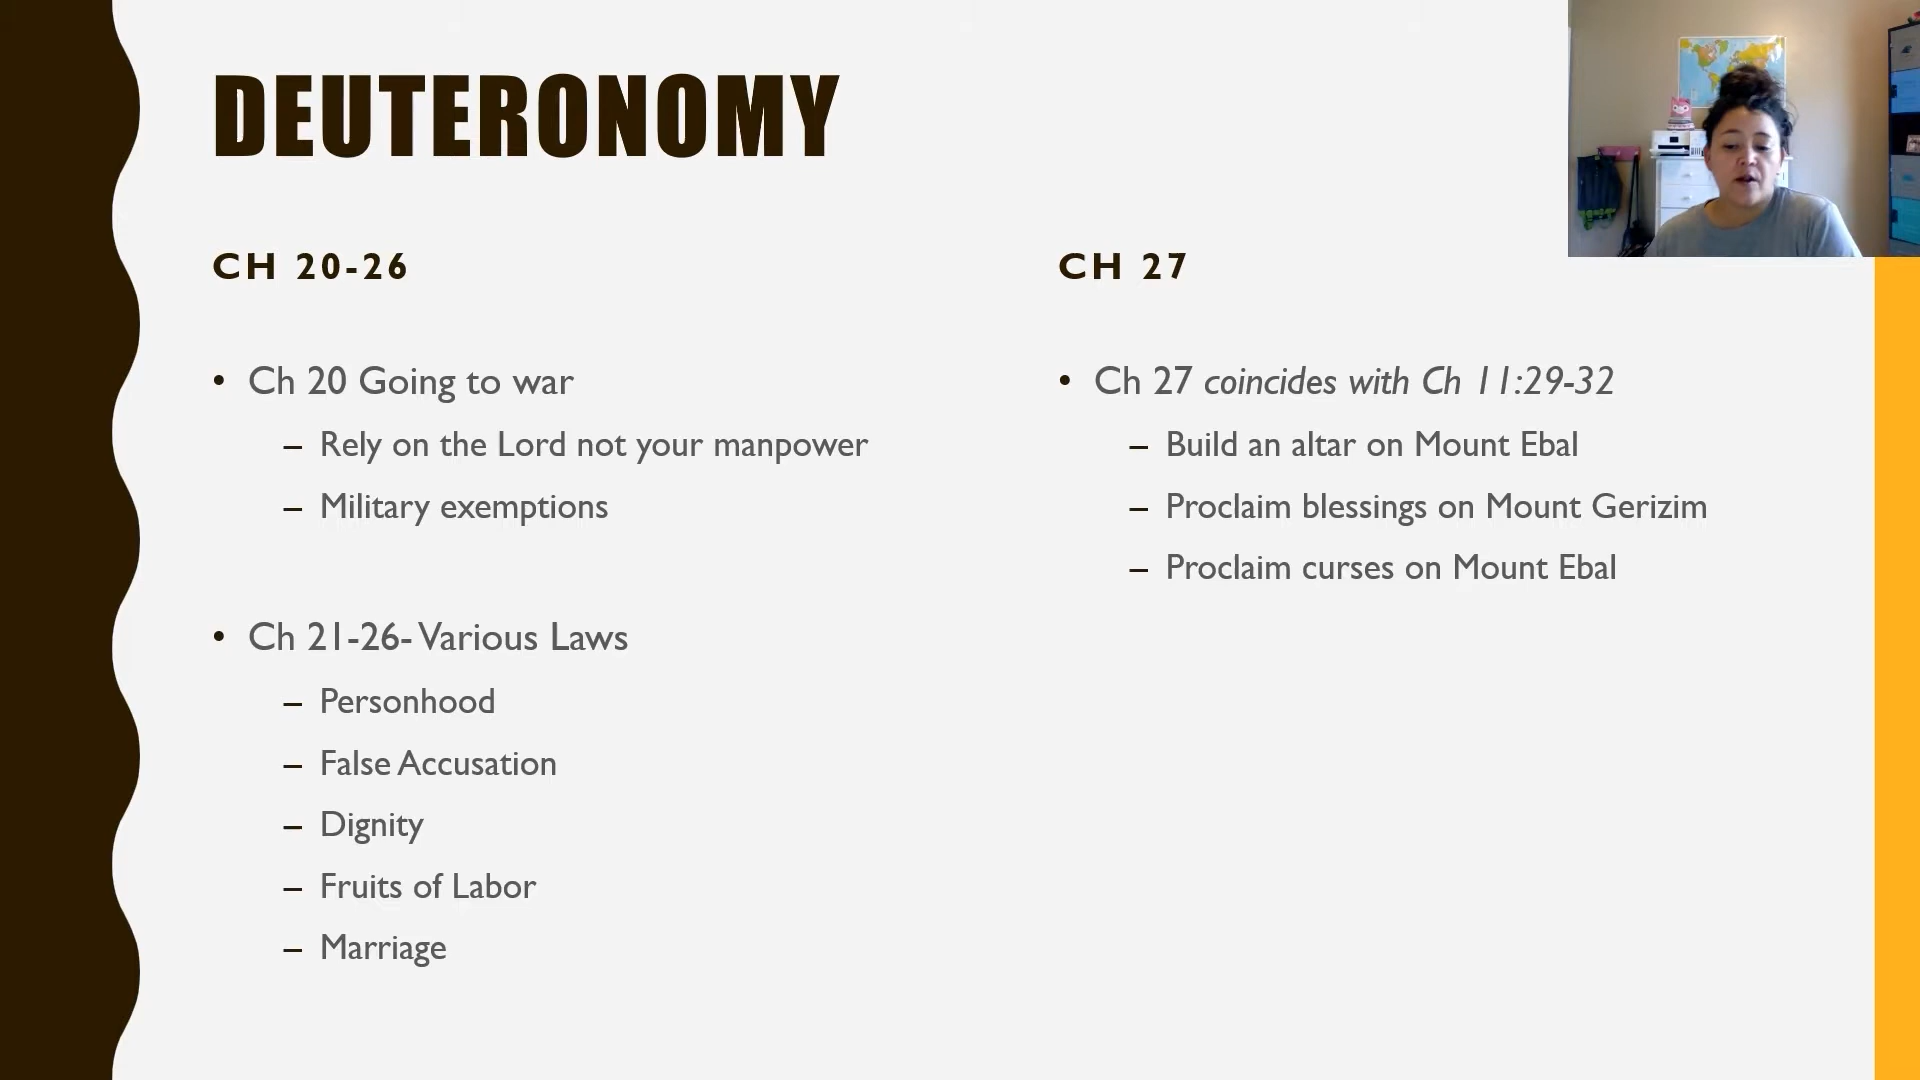 DEUTERONOMY
CH 20-26
• Ch 20 Going to war
– Rely on the Lord not your manpower
– Military exemptions
• Ch 21-26- Various Laws
– Personhood
– False Accusation
– Dignity
– Fruits of Labor
– Marriage
CH 27
• Ch 27 coincides with Ch 11:29-32
– Build an altar on Mount Ebal
– Proclaim blessings on Mount Gerizim
– Proclaim curses on Mount Ebal